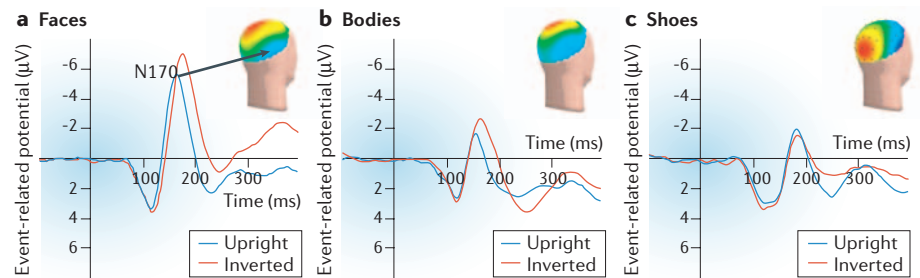 a Faces
Event-related potential (μV)
-6
-4
-2
2
4
6
N170
100
200
300
Time (ms)
Upright
Inverted
b Bodies
Event-related potential (μV)
-6
-4
-2
2
4
6
Time (ms)
100
200
300
Upright
Inverted
c Shoes
Event-related potential (μV)
-6
-4
-2
2
4
6
Time (ms)
100
200
300
Upright
Inverted